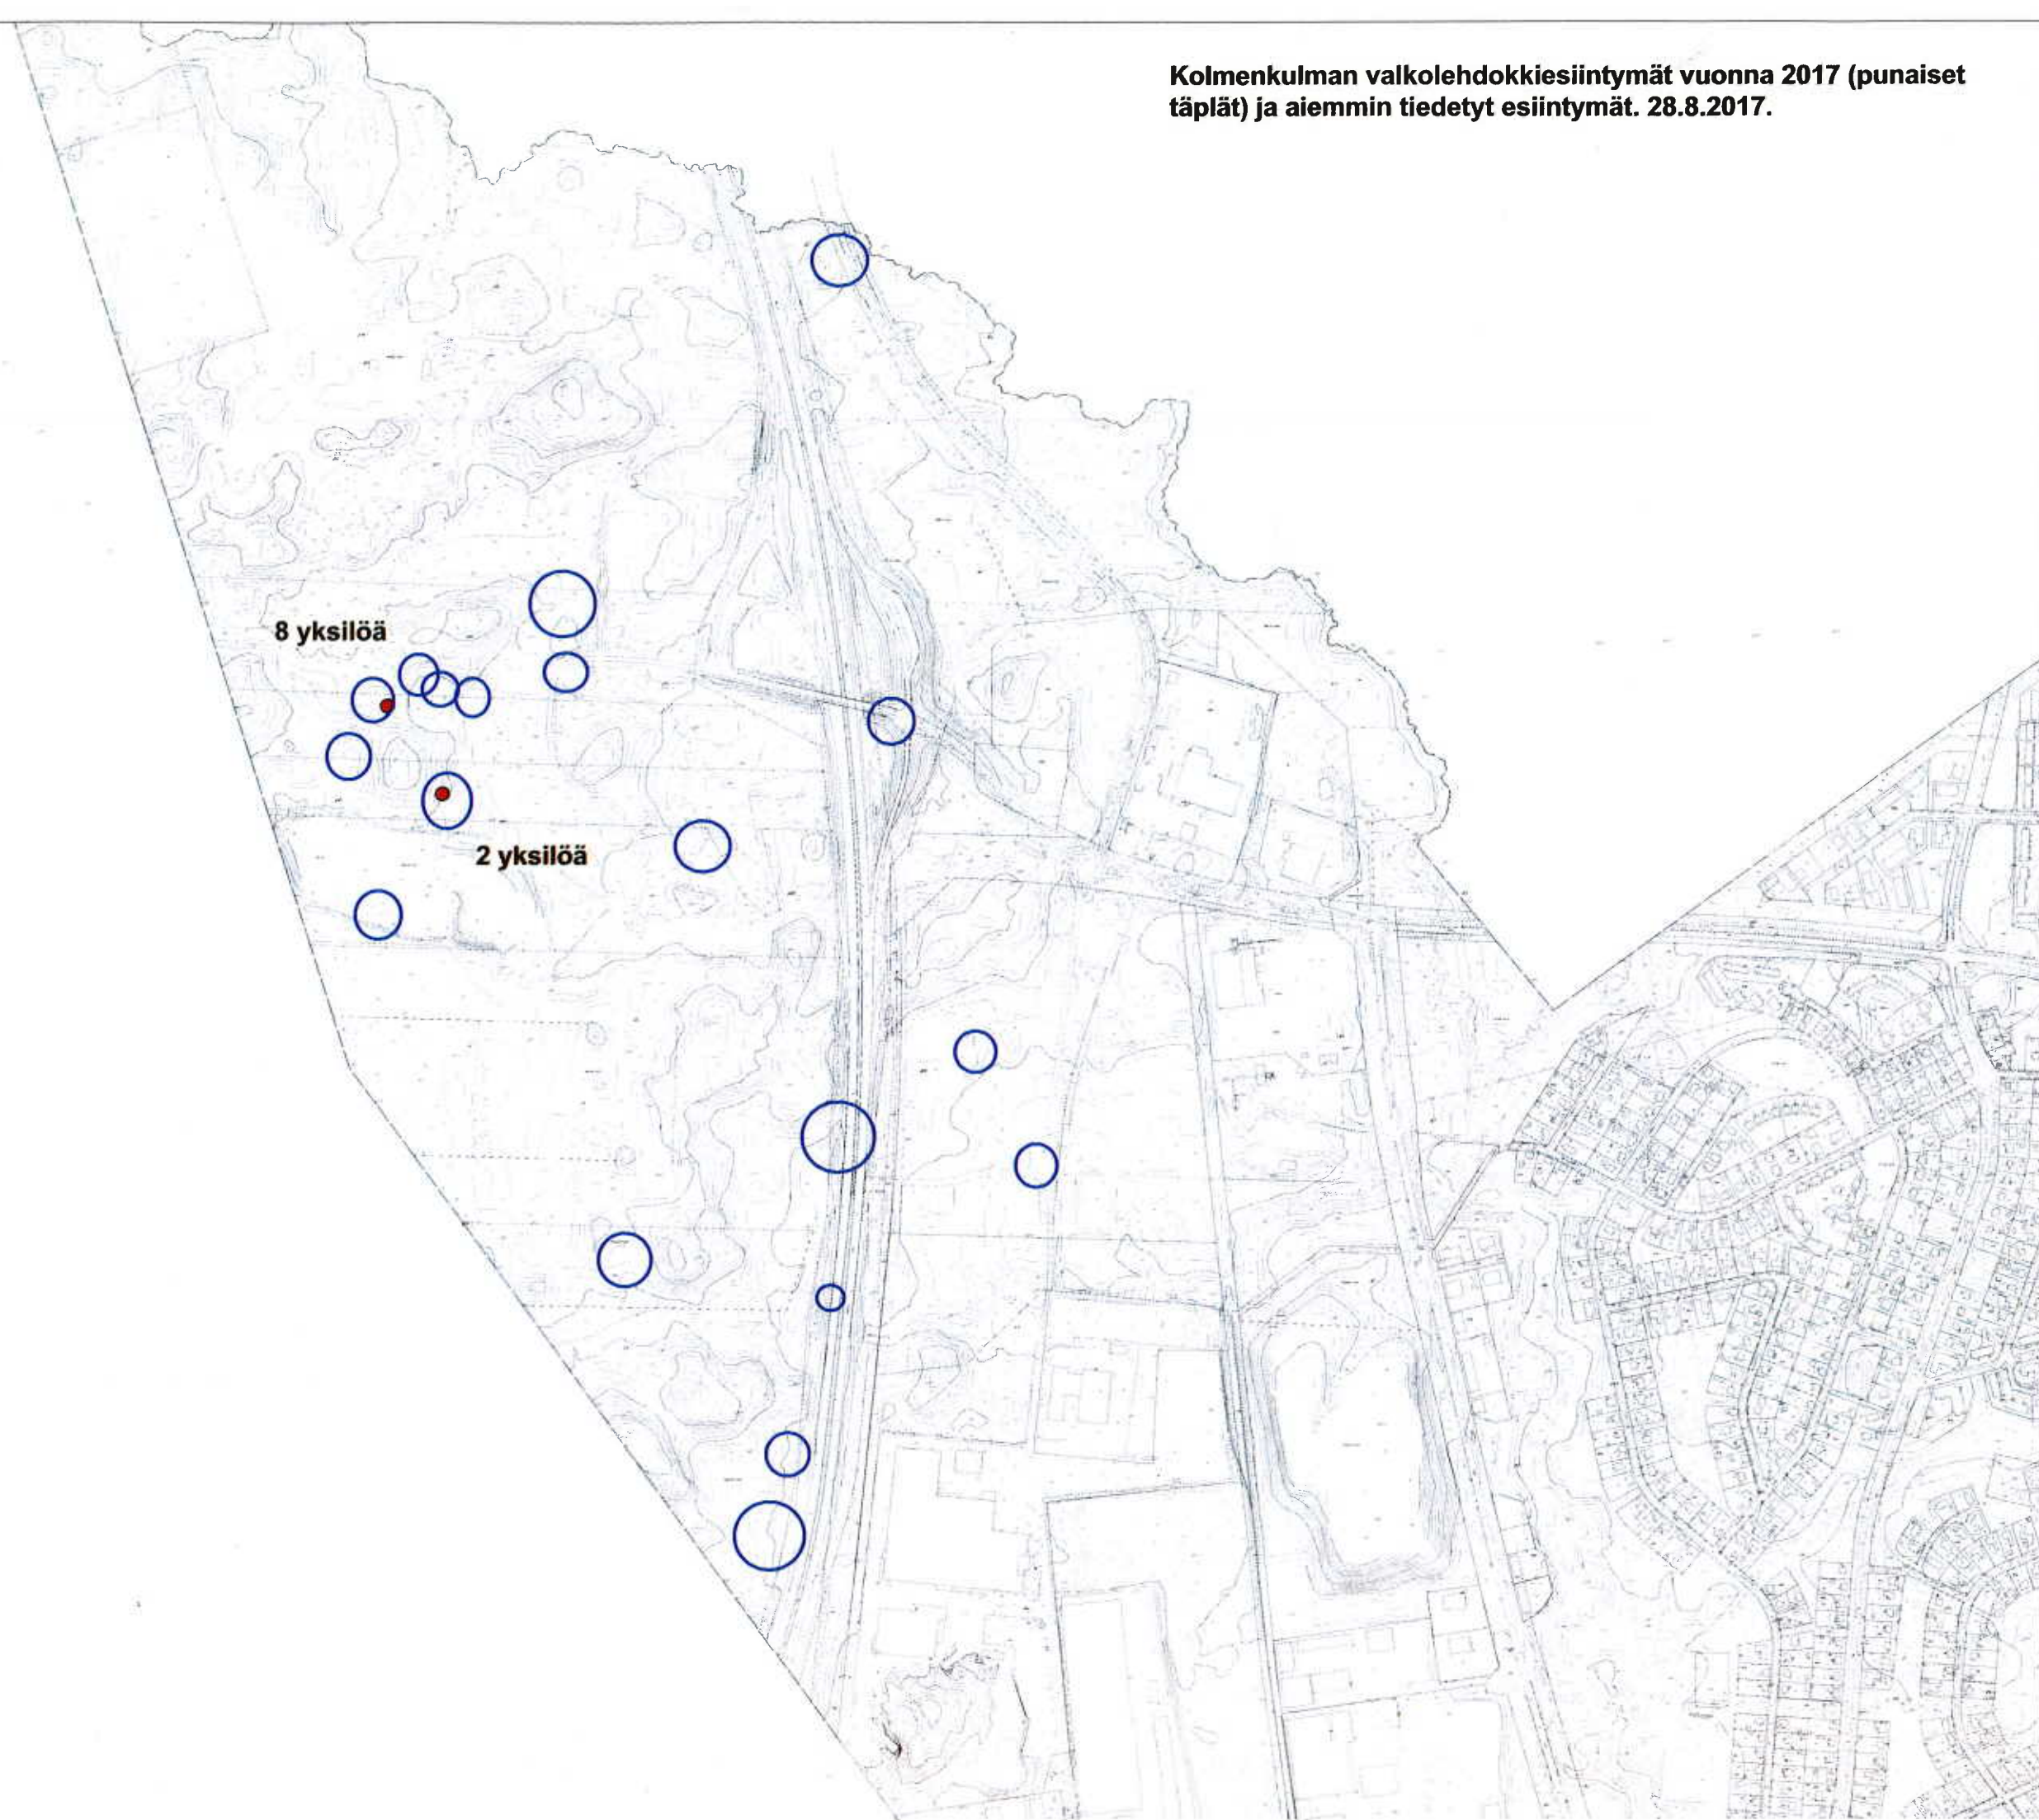 Kolmenkulman valkolehdokkiesiintymät vuonna 2017 (punaiset
täplät) ja aiemmin tiedetyt esiintymät. 28.8.2017.
8 yksilöä
2 yksilöä